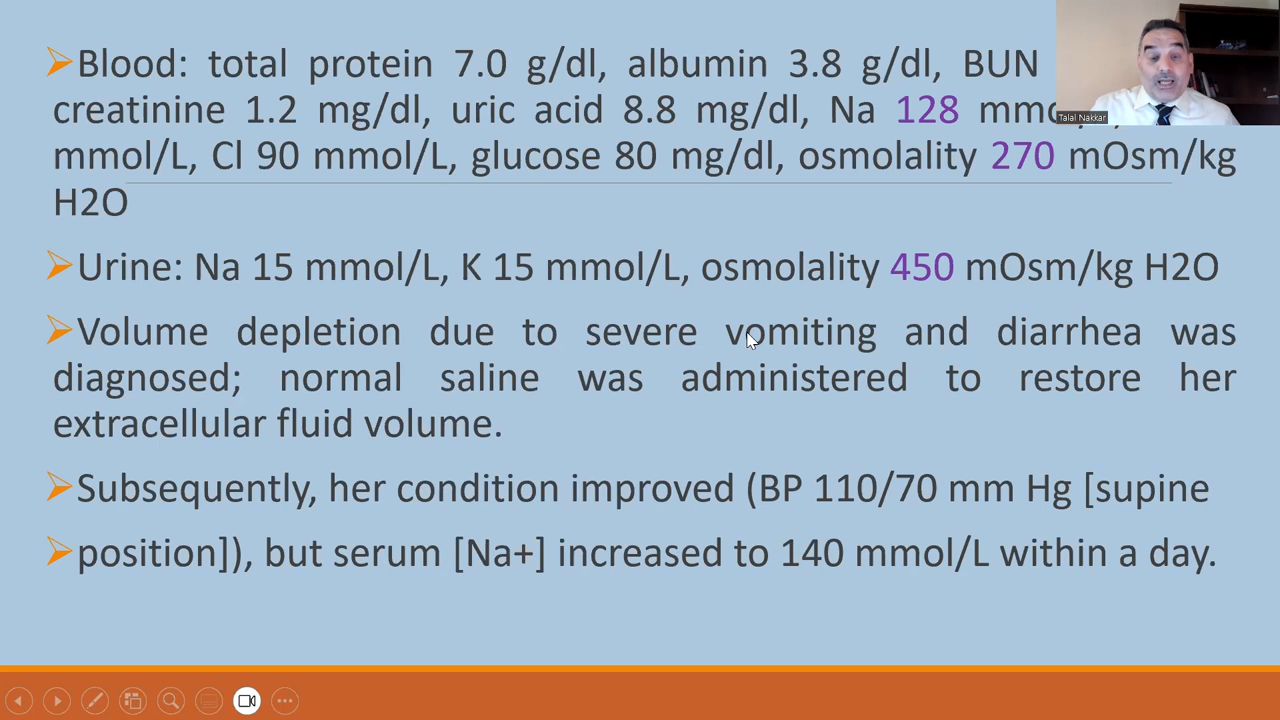 Blood: total protein 7.0 g/dl, albumin 3.8 g/dl, BUN
creatinine 1.2 mg/dl, uric acid 8.8 mg/dl, Na 128
mmol/L, Cl 90 mmol/L, glucose 80 mg/dl, osmolality 270 mOsm/kg
H2O
Urine: Na 15 mmol/L, K 15 mmol/L, osmolality 450 mOsm/kg H2O
Volume depletion due to severe vomiting and diarrhea was
diagnosed; normal saline was administered to restore her
extracellular fluid volume.
Subsequently, her condition improved (BP 110/70 mm Hg [supine
position]), but serum [Na+] increased to 140 mmol/L within a day.
Talal Nakkar